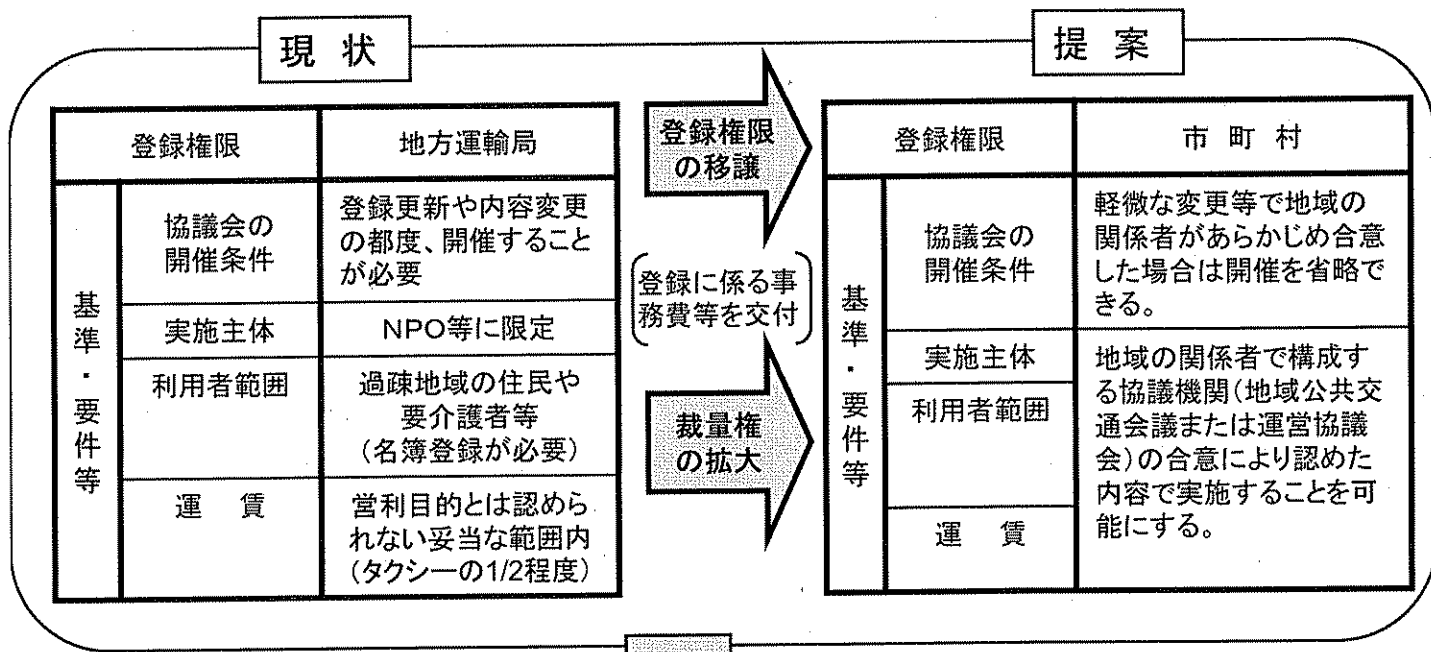 現 状
登録権限
地方運輸局
基準・要件等
協議会の
開催条件
登録更新や内容変更
の都度、開催すること
が必要
実施主体
NPO等に限定
利用者範囲
過疎地域の住民や
要介護者等
(名簿登録が必要)
運 賃
営利目的とは認めら
れない妥当な範囲内
(タクシーの1/2程度)
登録権限
の移譲
登録に係る事
務費等を交付
裁量権
の拡大
提 案
登録権限
市 町 村
基準・要件等
協議会の
開催条件
軽微な変更等で地域の
関係者があらかじめ合意
した場合は開催を省略で
きる。
実施主体
利用者範囲
運 賃
地域の関係者で構成す
る協議機関(地域公共交
通会議または運営協議
会)の合意により認めた
内容で実施することを可
能にする。